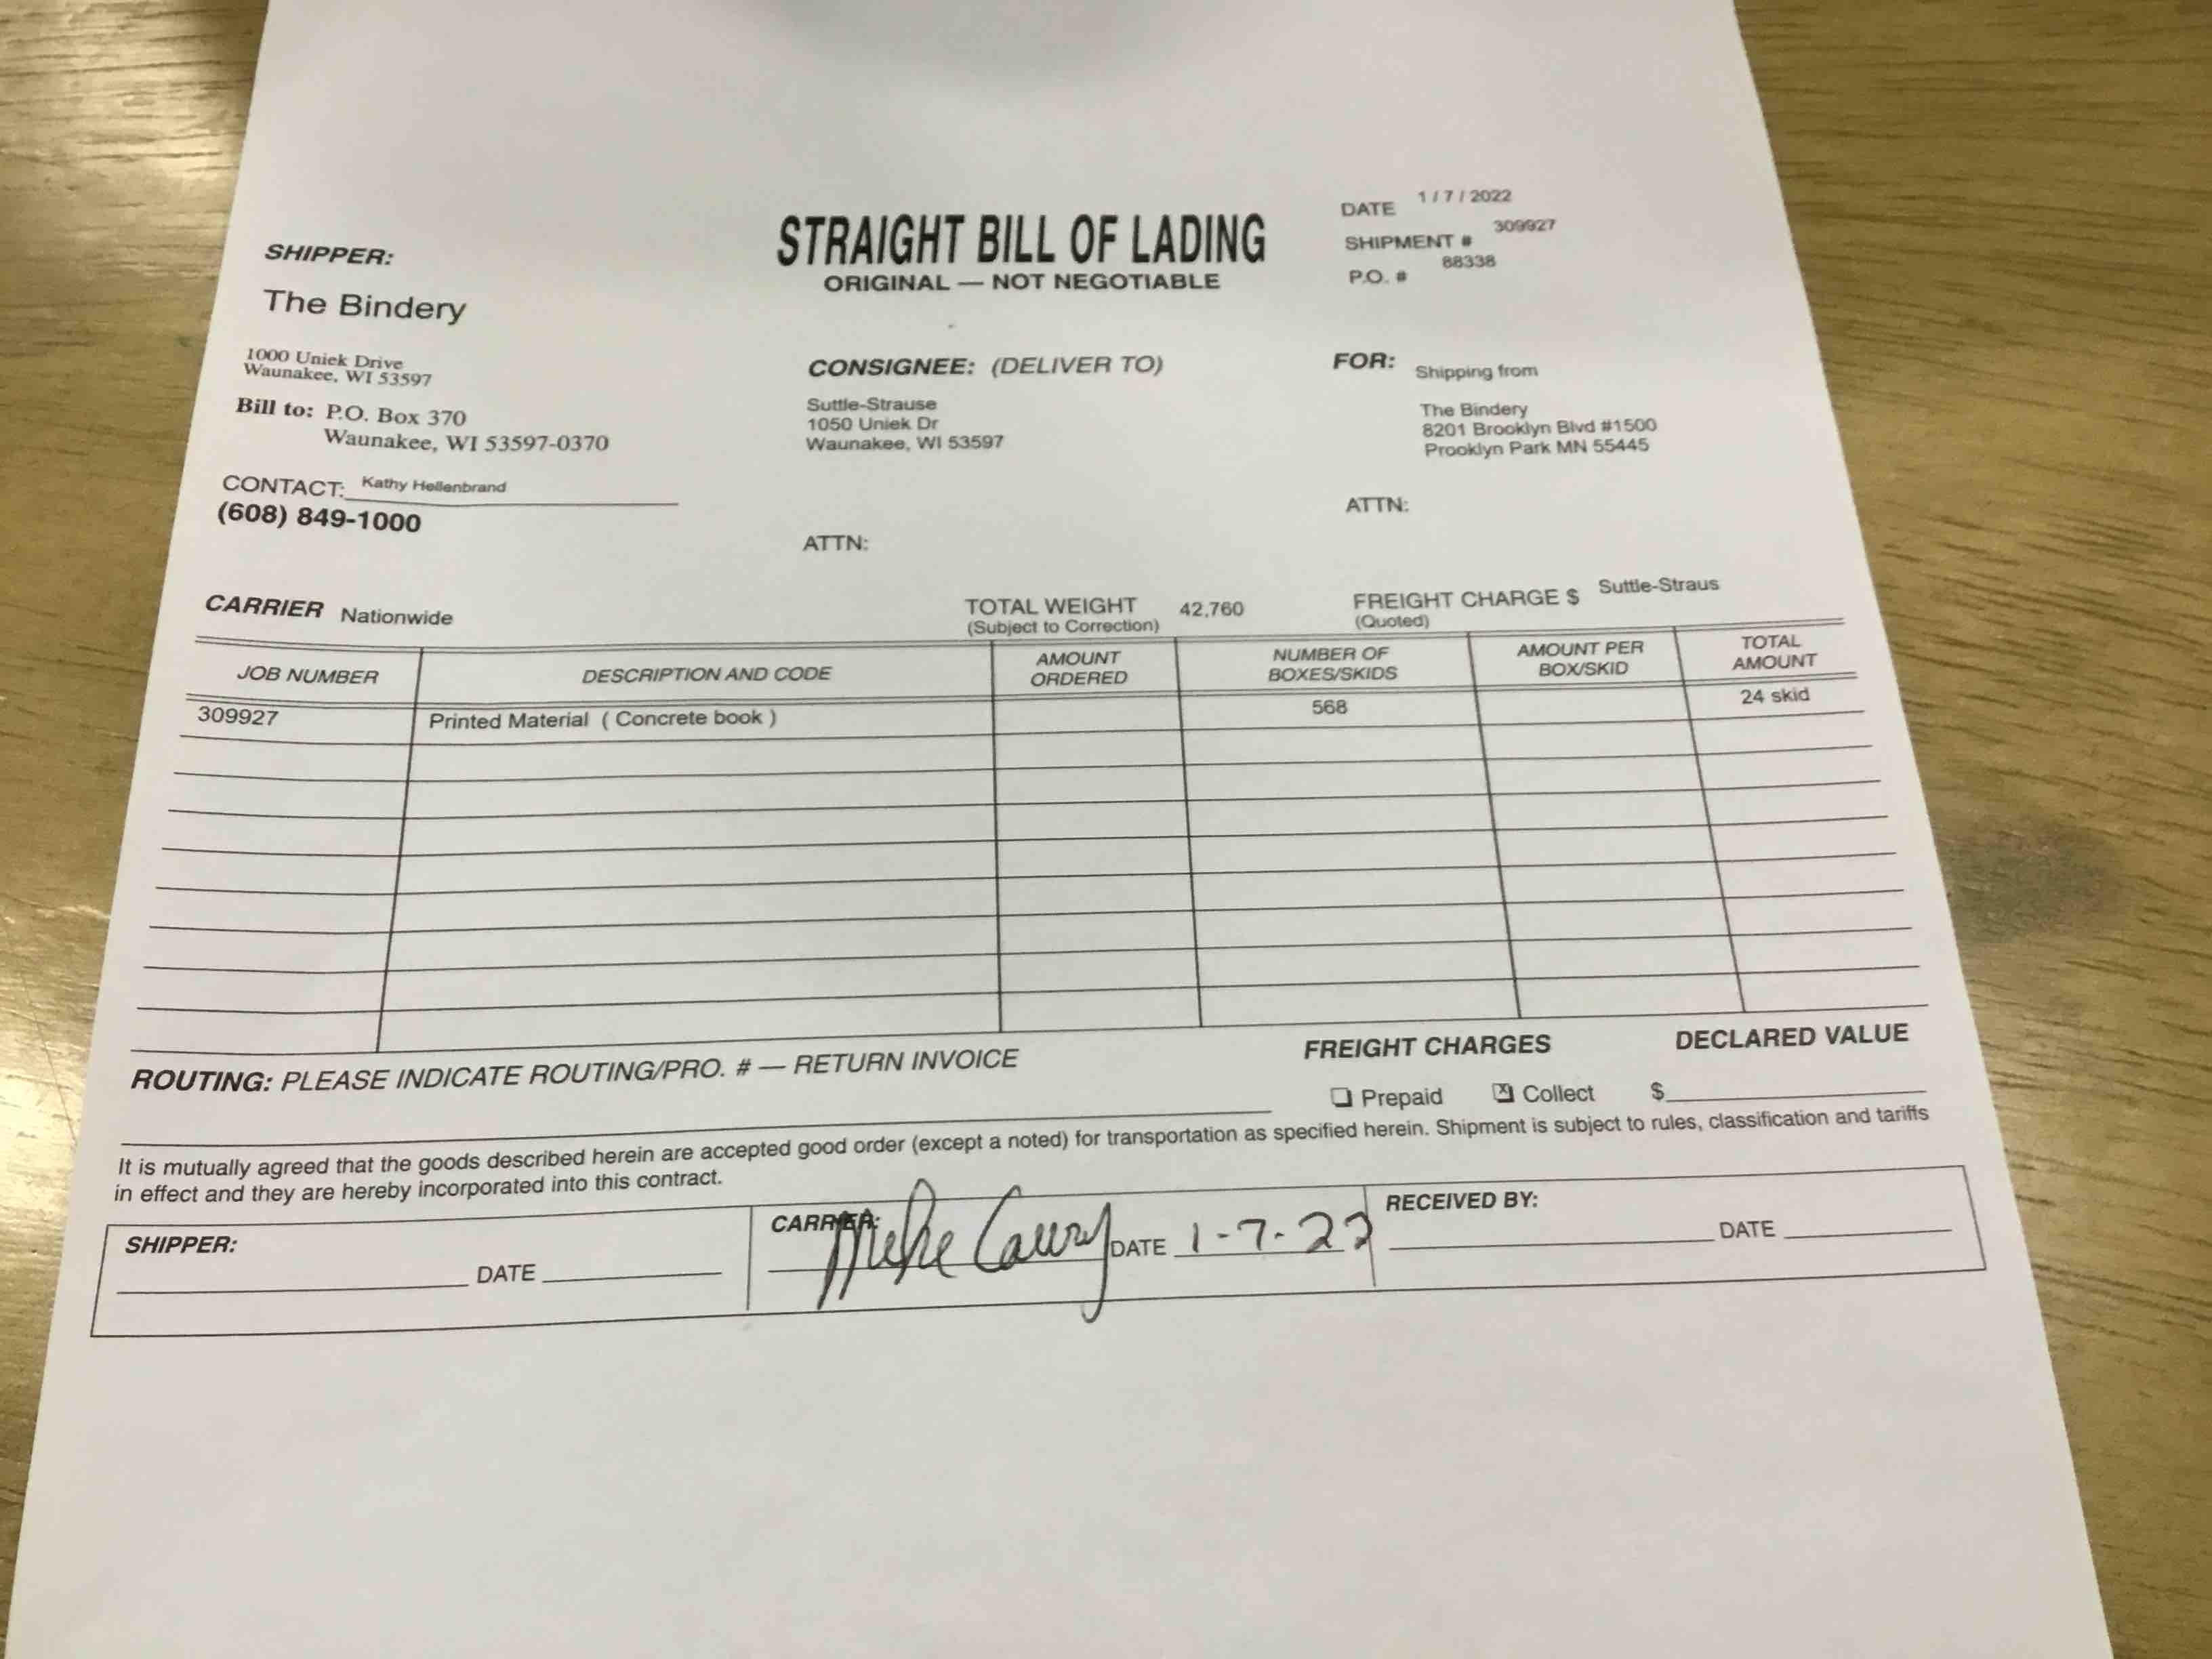 STRAIGHT BILL OF LADING
ORIGINAL — NOT NEGOTIABLE
DATE 1 / 7 / 2022
SHIPMENT # 309927
P.O. # 88338
SHIPPER:
The Bindery
1000 Uniek Drive
Waunakee, WI 53597
Bill to: P.O. Box 370
Waunakee, WI 53597-0370
CONTACT: Kathy Hellenbrand
(608) 849-1000
CONSIGNEE: (DELIVER TO)
Suttle-Strause
1050 Uniek Dr
Waunakee, WI 53597
ATTN:
FOR: Shipping from
The Bindery
8201 Brooklyn Blvd #1500
Prooklyn Park MN 55445
ATTN:
CARRIER Nationwide
TOTAL WEIGHT 42,760
(Subject to Correction)
FREIGHT CHARGE $ Suttle-Straus
(Quoted)
JOB NUMBER
DESCRIPTION AND CODE
AMOUNT
ORDERED
NUMBER OF
BOXES/SKIDS
AMOUNT PER
BOX/SKID
TOTAL
AMOUNT
309927 Printed Material ( Concrete book ) 568 24 skid
ROUTING: PLEASE INDICATE ROUTING/PRO. # — RETURN INVOICE
FREIGHT CHARGES
Prepaid Collect
DECLARED VALUE
$
It is mutually agreed that the goods described herein are accepted good order (except a noted) for transportation as specified herein. Shipment is subject to rules, classification and tariffs
in effect and they are hereby incorporated into this contract.
SHIPPER:
DATE
CARRIER:
Mike
DATE 1-7-22
RECEIVED BY:
DATE